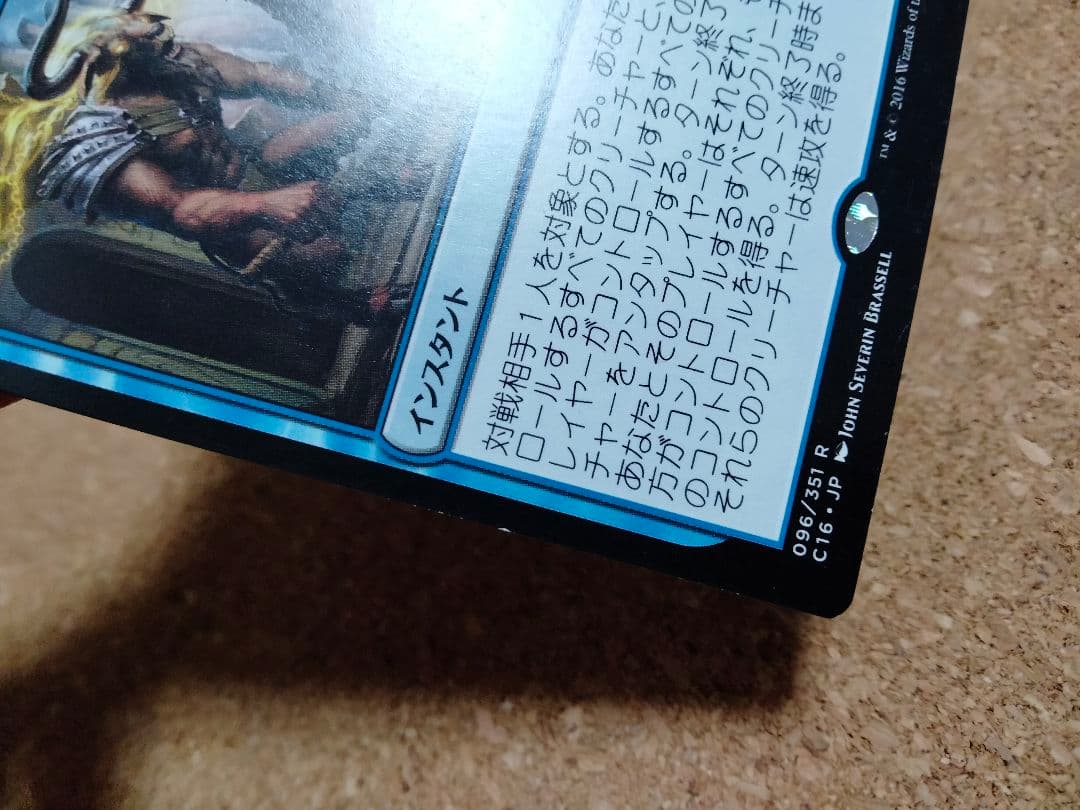 インスタント
対戦相手1人を対象とする。あなた
ロールするすべてのクリーチャーと、
レイヤーがコントロールするすべての
チャーをアンタップする。ターン終了
あなたとそのプレイヤーはそれぞれ、
方がコントロールするすべてのクリーチ
のコントロールを得る。ターン終了時ま
それらのクリーチャーは速攻を得る。
096/351 R
C16・JP JOHN SEVERIN BRASSELL
™ & © 2016 Wizards of